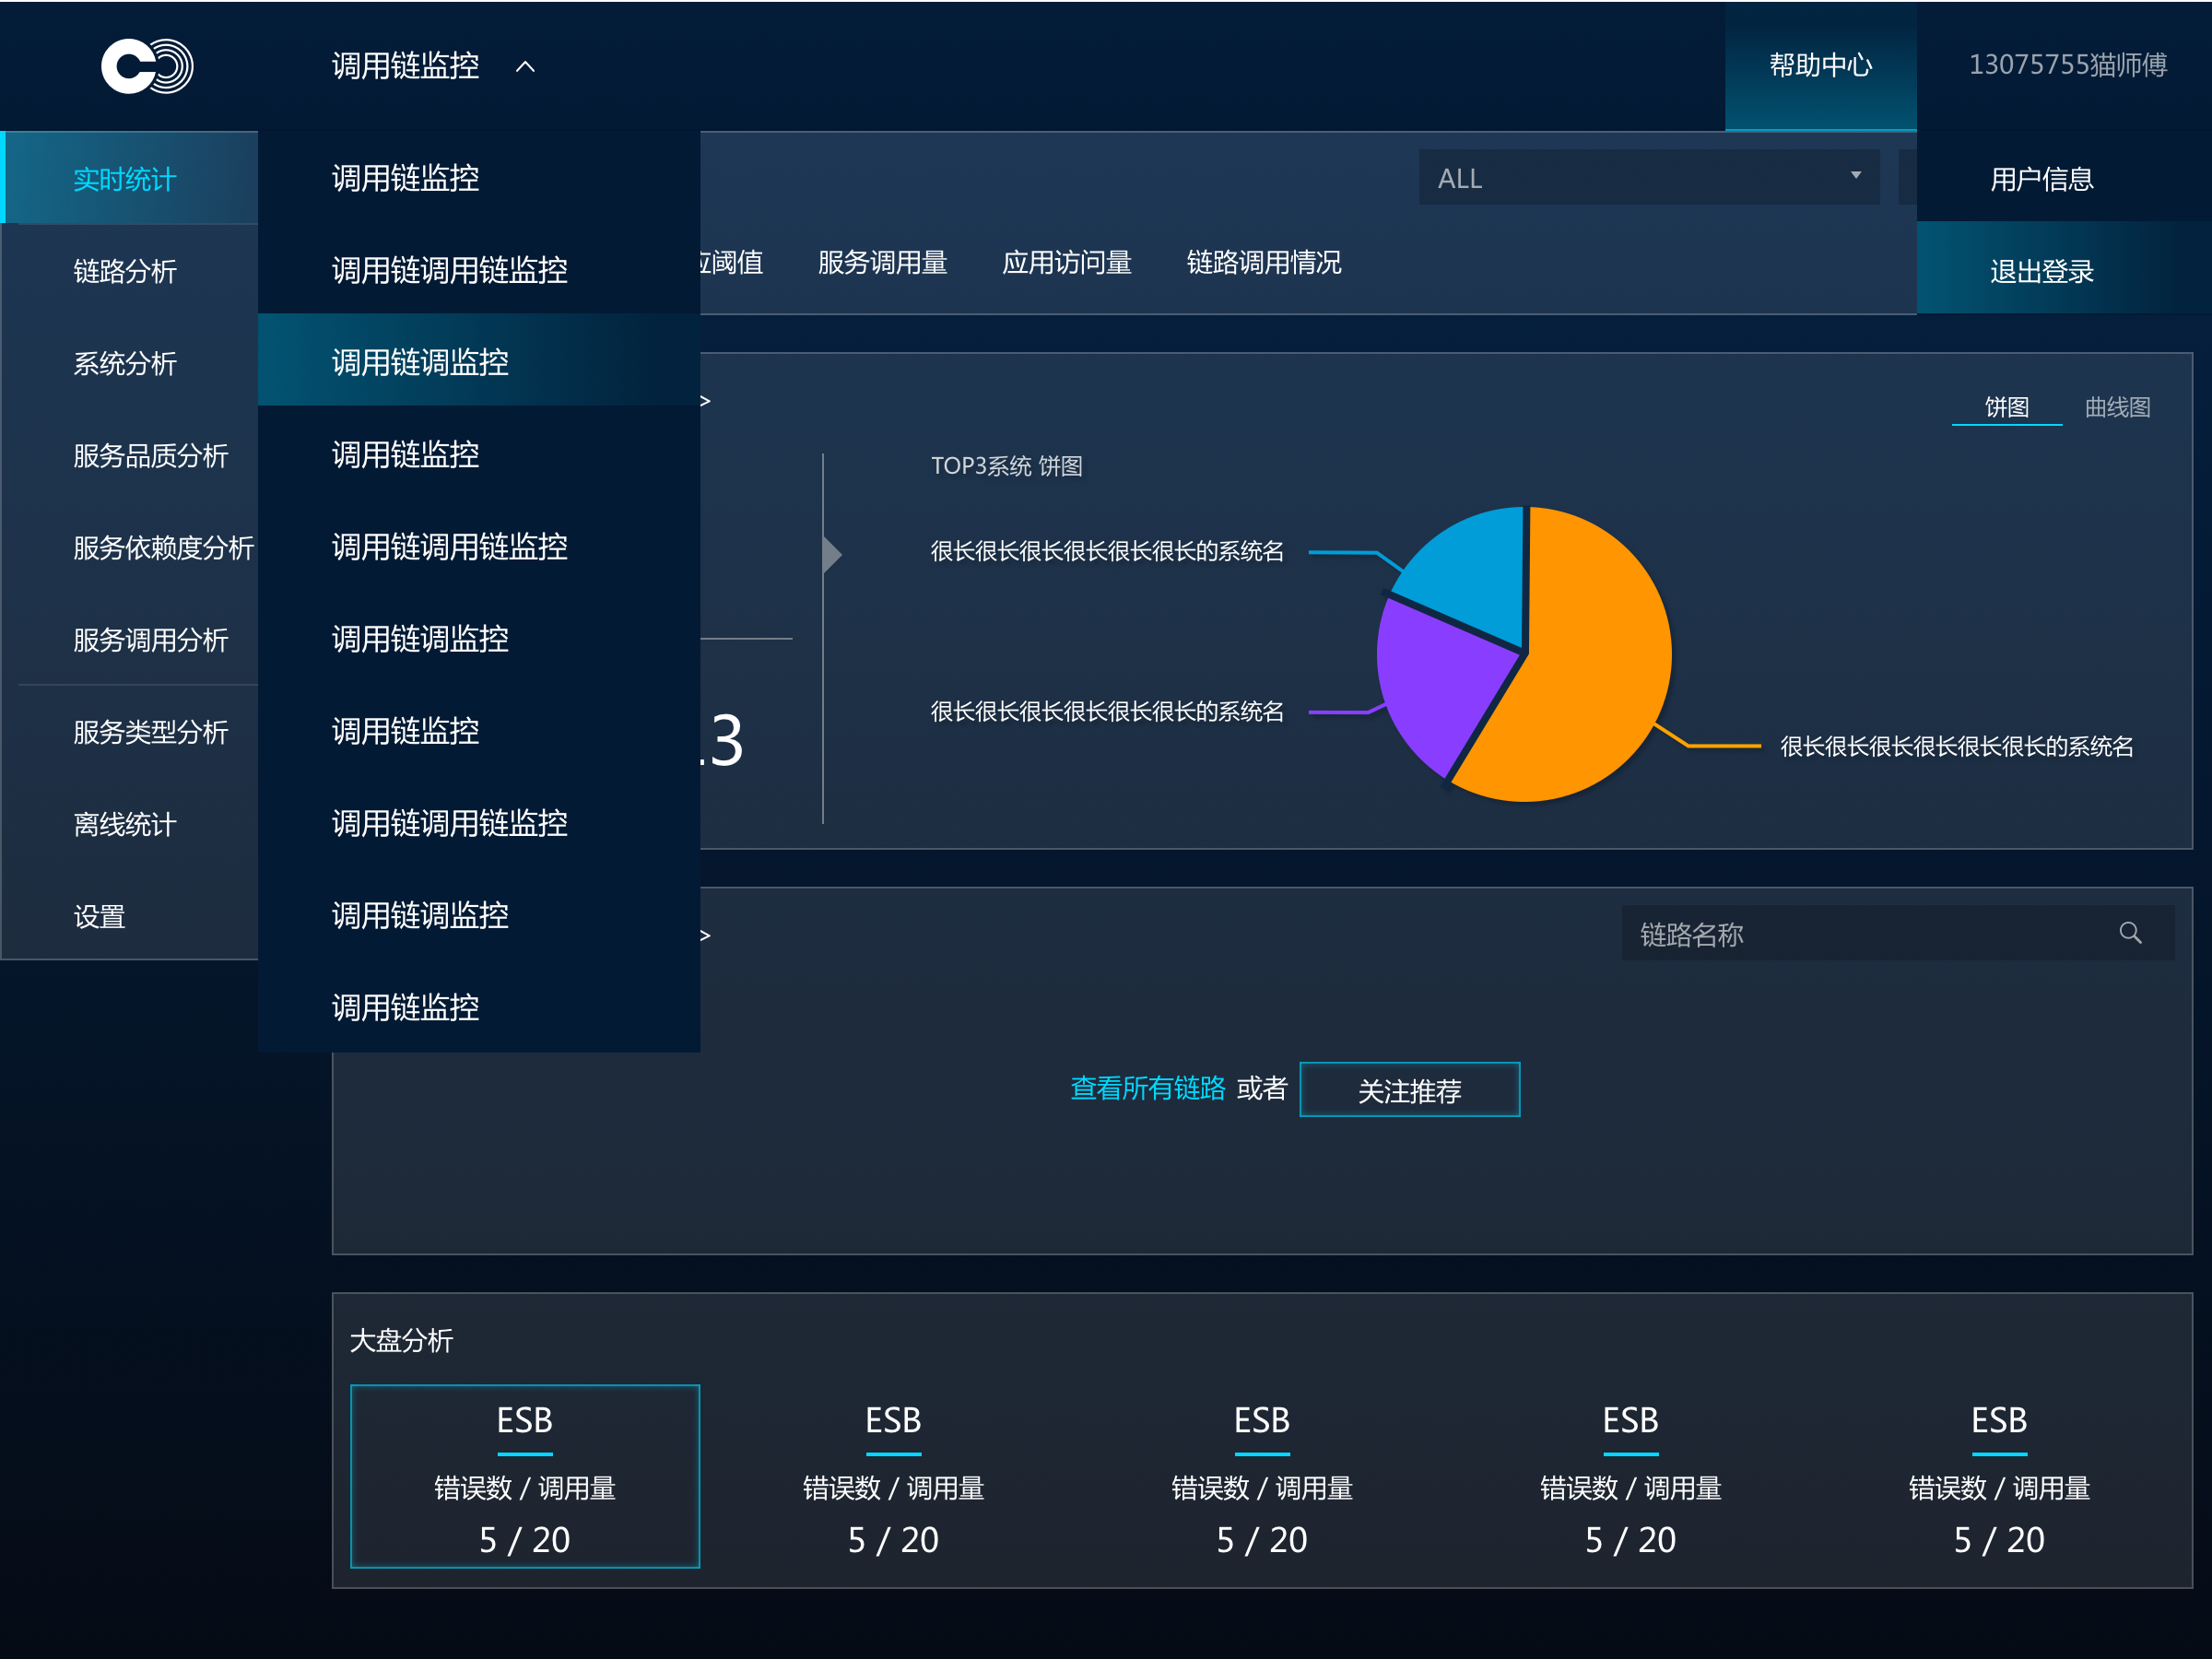 调用链监控
帮助中心
13075755猫师傅
用户信息
退出登录
实时统计
链路分析
系统分析
服务品质分析
服务依赖度分析
服务调用分析
服务类型分析
离线统计
设置
调用链监控
调用链调用链监控
调用链调监控
调用链监控
调用链调用链监控
调用链调监控
调用链监控
调用链调用链监控
调用链调监控
调用链监控
ALL
阈值 服务调用量 应用访问量 链路调用情况
>
饼图 曲线图
TOP3系统 饼图
很长很长很长很长很长很长的系统名
很长很长很长很长很长很长的系统名
很长很长很长很长很长很长的系统名
.3
>
链路名称
查看所有链路 或者 关注推荐
大盘分析
ESB ESB ESB ESB ESB
错误数 / 调用量 错误数 / 调用量 错误数 / 调用量 错误数 / 调用量 错误数 / 调用量
5 / 20 5 / 20 5 / 20 5 / 20 5 / 20